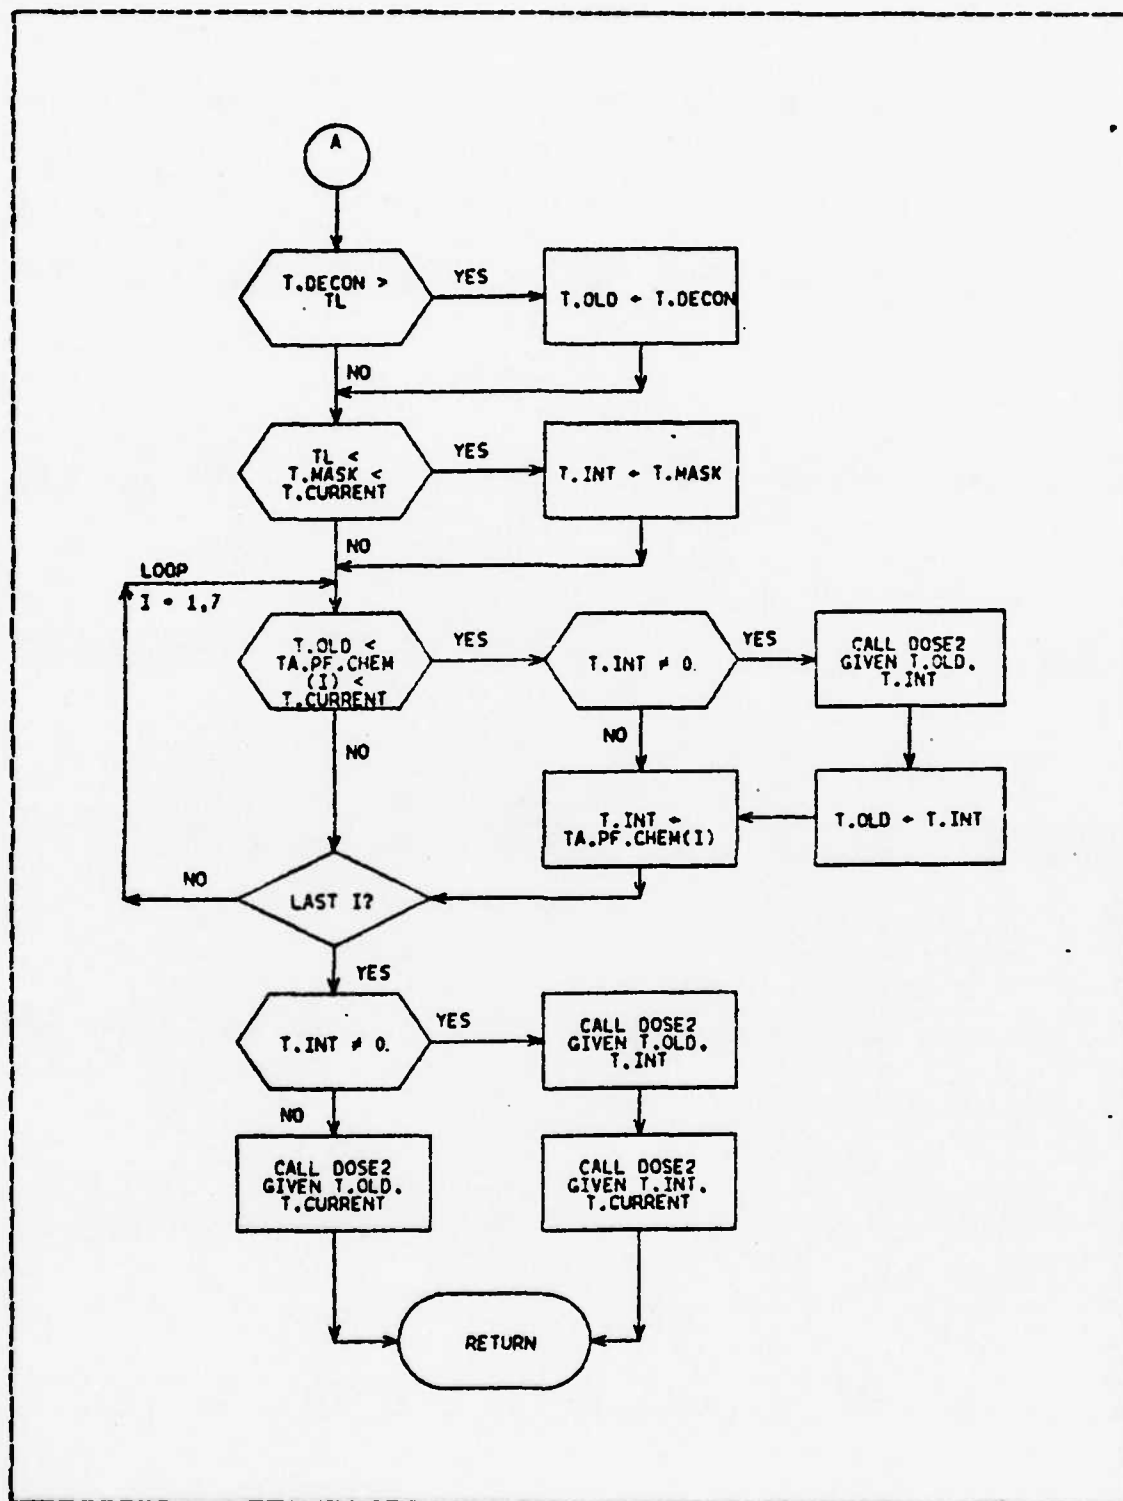 A
T.DECON >
TL
YES
T.OLD ← T.DECON
NO
TL <
T.MASK <
T.CURRENT
YES
T.INT ← T.MASK
NO
LOOP
I = 1,7
T.OLD <
TA.PF.CHEM
(I) <
T.CURRENT
YES
T.INT ≠ 0.
YES
CALL DOSE2
GIVEN T.OLD.
T.INT
NO
NO
T.INT ←
TA.PF.CHEM(I)
T.OLD ← T.INT
NO
LAST I?
YES
T.INT ≠ 0.
YES
CALL DOSE2
GIVEN T.OLD.
T.INT
NO
CALL DOSE2
GIVEN T.OLD.
T.CURRENT
CALL DOSE2
GIVEN T.INT.
T.CURRENT
RETURN